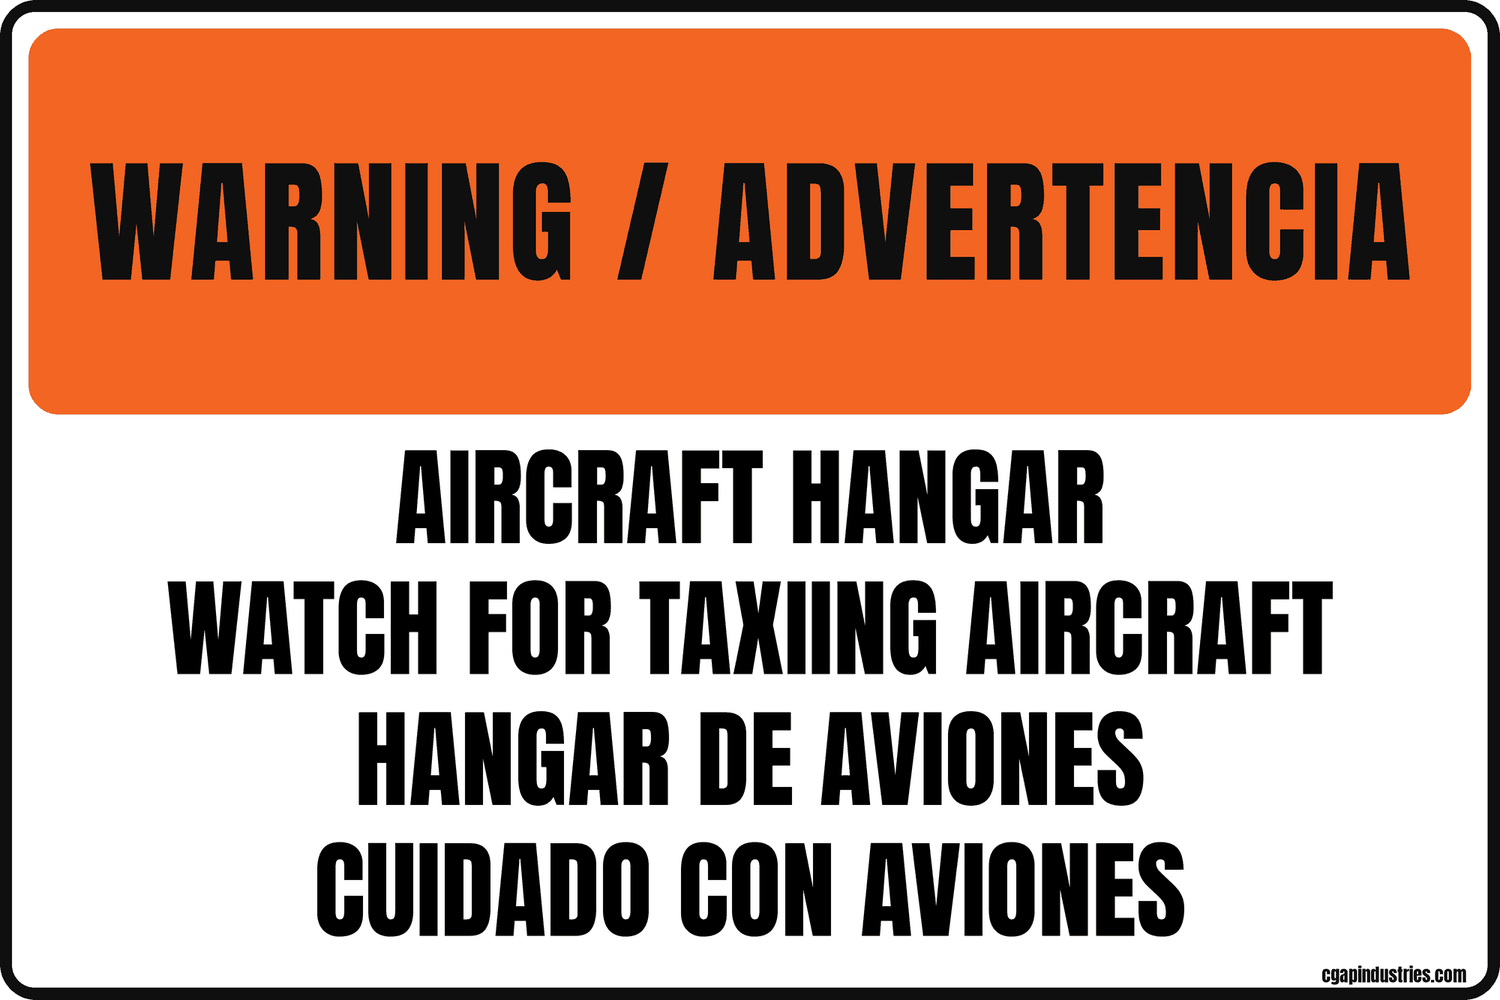 WARNING / ADVERTENCIA
AIRCRAFT HANGAR
WATCH FOR TAXIING AIRCRAFT
HANGAR DE AVIONES
CUIDADO CON AVIONES
cgapindustries.com